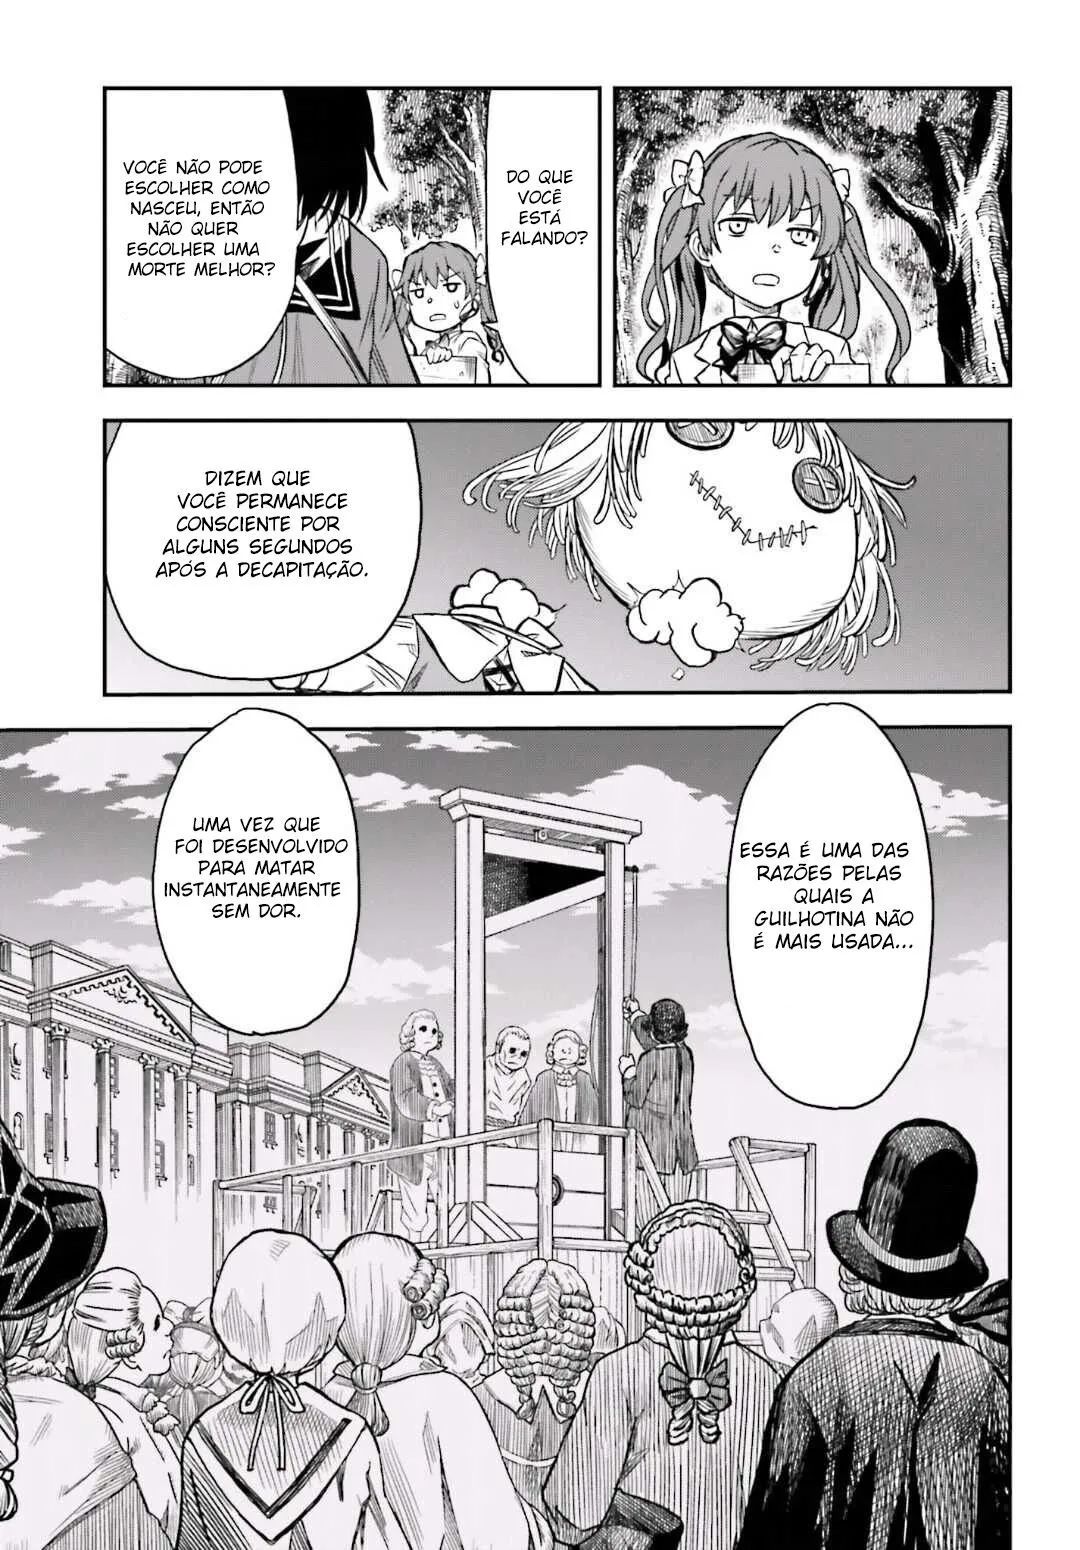 DO QUE
VOCÊ
ESTÁ
FALANDO?
VOCÊ NÃO PODE
ESCOLHER COMO
NASCEU, ENTÃO
NÃO QUER
ESCOLHER UMA
MORTE MELHOR?
DIZEM QUE
VOCÊ PERMANECE
CONSCIENTE POR
ALGUNS SEGUNDOS
APÓS A DECAPITAÇÃO.
ESSA É UMA DAS
RAZÕES PELAS
QUAIS A
GUILHOTINA NÃO
É MAIS USADA...
UMA VEZ QUE
FOI DESENVOLVIDO
PARA MATAR
INSTANTANEAMENTE
SEM DOR.